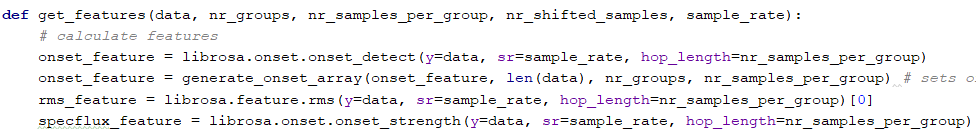 def get_features(data, nr_groups, nr_samples_per_group, nr_shifted_samples, sample_rate):
# calculate features
onset_feature = librosa.onset.onset_detect(y=data, sr=sample_rate, hop_length=nr_samples_per_group)
onset_feature = generate_onset_array(onset_feature, len(data), nr_groups, nr_samples_per_group) # sets
rms_feature = librosa.feature.rms(y=data, sr=sample_rate, hop_length=nr_samples_per_group)[0]
specflux_feature = librosa.onset.onset_strength(y=data, sr=sample_rate, hop_length=nr_samples_per_group)